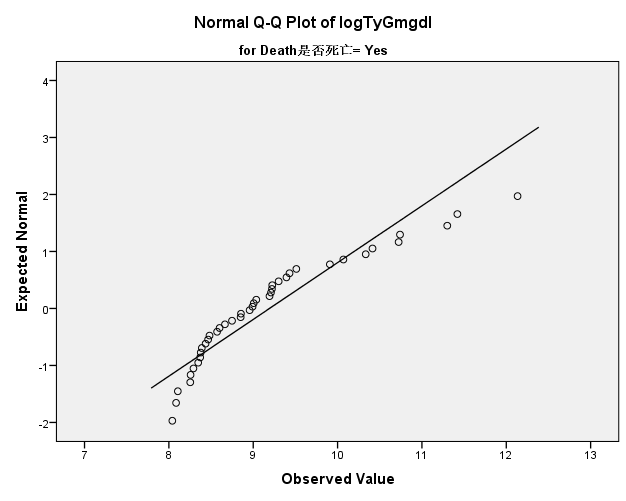 Normal Q-Q Plot of logTyGmgdl
for Death是否死亡= Yes
Expected Normal
4
3
2
1
0
-1
-2
7 8 9 10 11 12 13
Observed Value